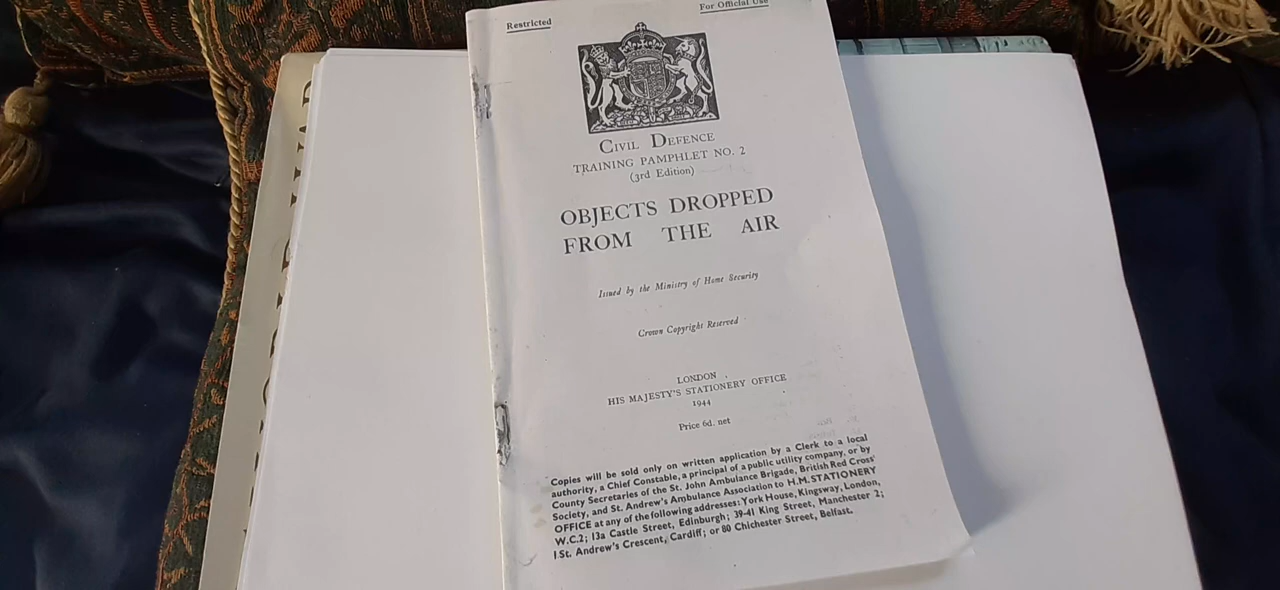 Restricted
For Official Use
CIVIL DEFENCE
TRAINING PAMPHLET NO. 2
(3rd Edition)
OBJECTS DROPPED
FROM THE AIR
Issued by the Ministry of Home Security
Crown Copyright Reserved
LONDON
HIS MAJESTY'S STATIONERY OFFICE
1944
Price 6d. net
Copies will be sold only on written application by a Clerk to a local
authority, a Chief Constable, a principal of a public utility company, or by
County Secretaries of the St. John Ambulance Brigade, British Red Cross
Society, and St. Andrew's Ambulance Association to H.M. STATIONERY
OFFICE at any of the following addresses: York House, Kingsway, London,
W.C.2; 13a Castle Street, Edinburgh; 39-41 King Street, Manchester 2;
1 St. Andrew's Crescent, Cardiff; or 80 Chichester Street, Belfast.